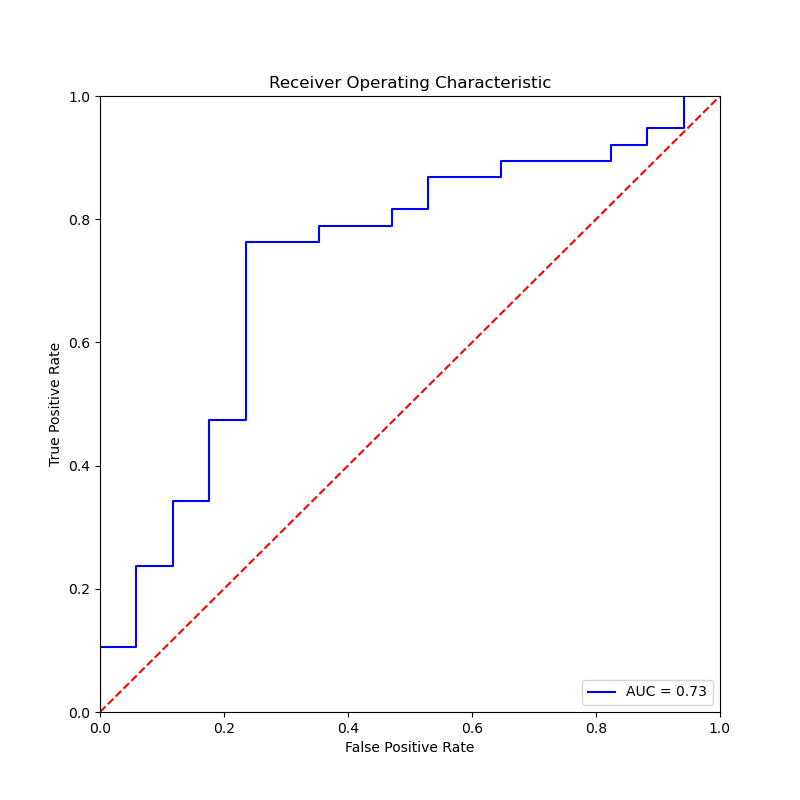 Receiver Operating Characteristic
True Positive Rate
1.0
0.8
0.6
0.4
0.2
0.0
AUC = 0.73
0.0 0.2 0.4 0.6 0.8 1.0
False Positive Rate